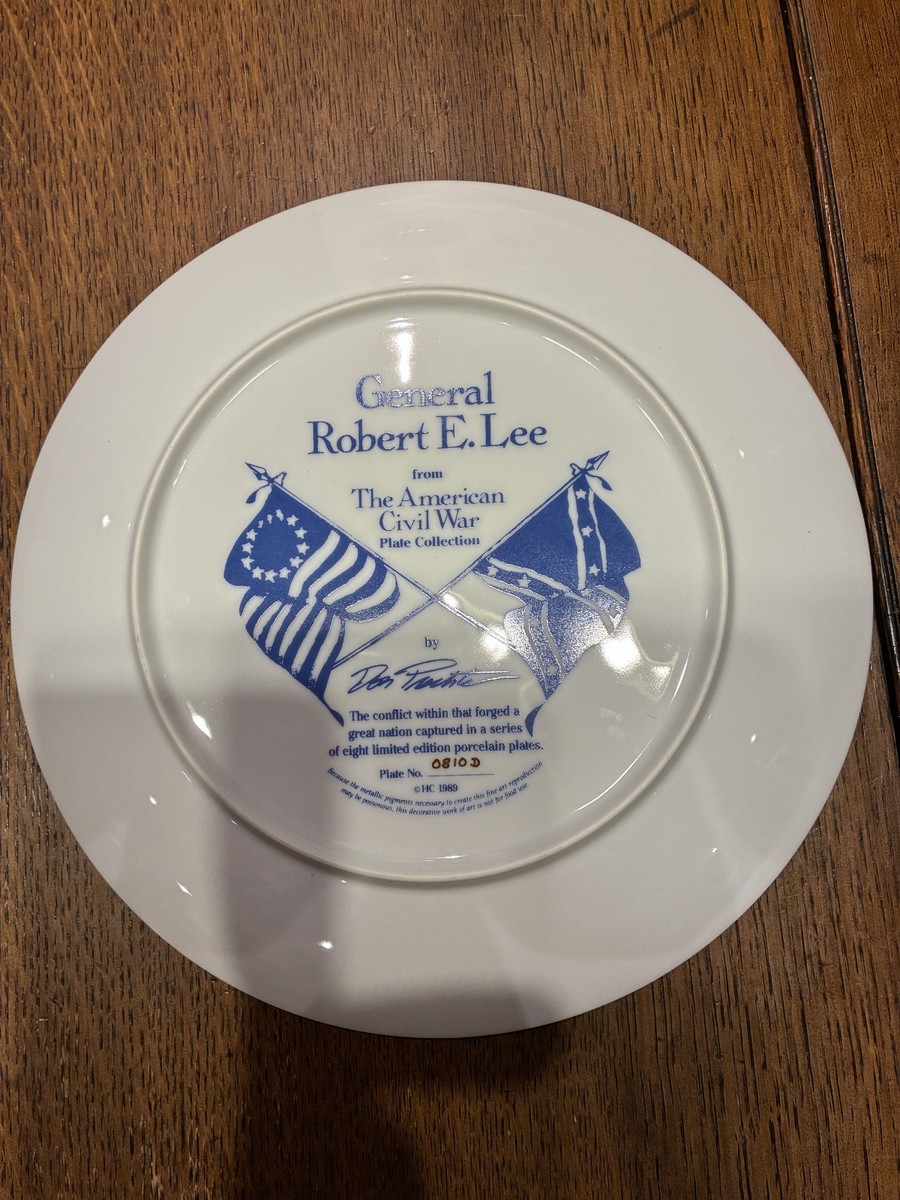 General
Robert E. Lee
from
The American
Civil War
Plate Collection
by
Don Prechtel
The conflict within that forged a
great nation captured in a series
of eight limited edition porcelain plates.
Plate No. 0810 D
© HC 1989
Because the metallic pigments necessary to create this fine art reproduction
may be poisonous, this decorative work of art is not for food use.